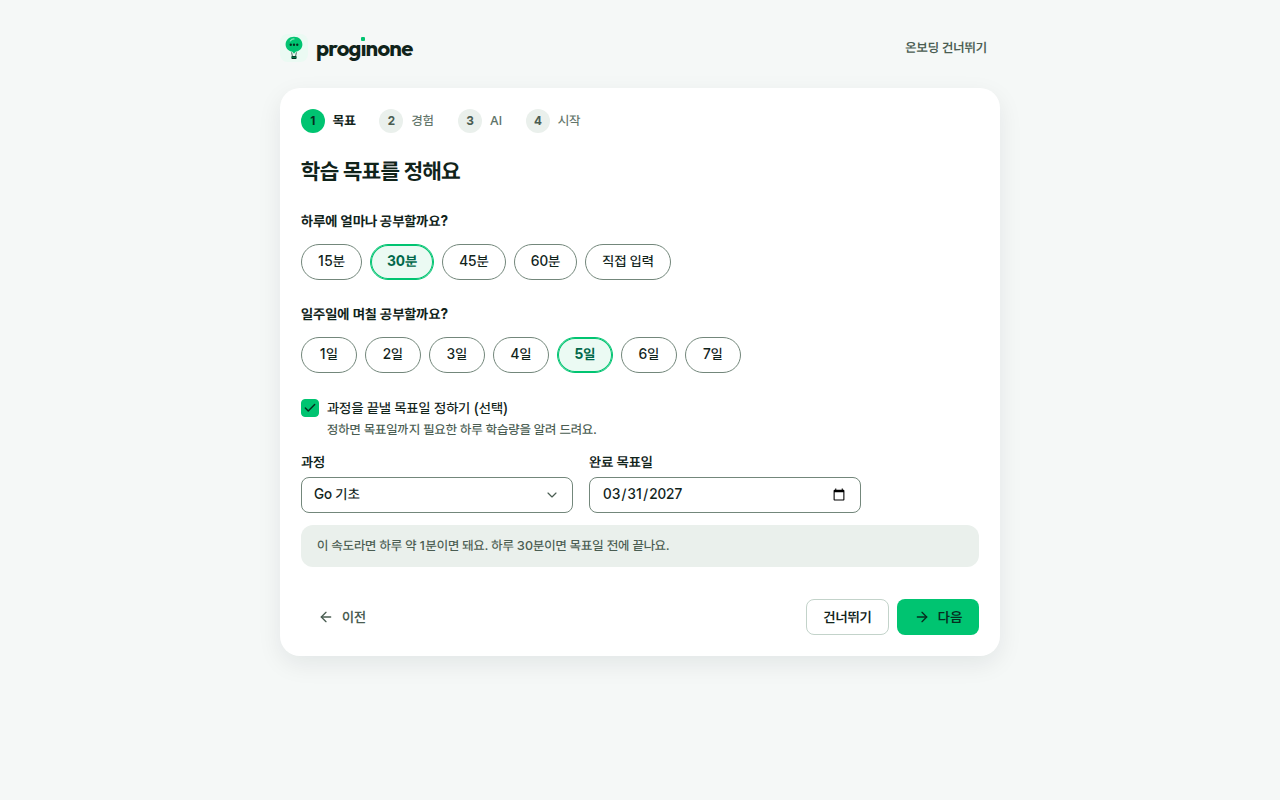 proginone
온보딩 건너뛰기
1 목표 2 경험 3 AI 4 시작
학습 목표를 정해요
하루에 얼마나 공부할까요?
15분 30분 45분 60분 직접 입력
일주일에 며칠 공부할까요?
1일 2일 3일 4일 5일 6일 7일
과정을 끝낼 목표일 정하기 (선택)
정하면 목표일까지 필요한 하루 학습량을 알려 드려요.
과정 완료 목표일
Go 기초 03/31/2027
이 속도라면 하루 약 1분이면 돼요. 하루 30분이면 목표일 전에 끝나요.
이전 건너뛰기 다음